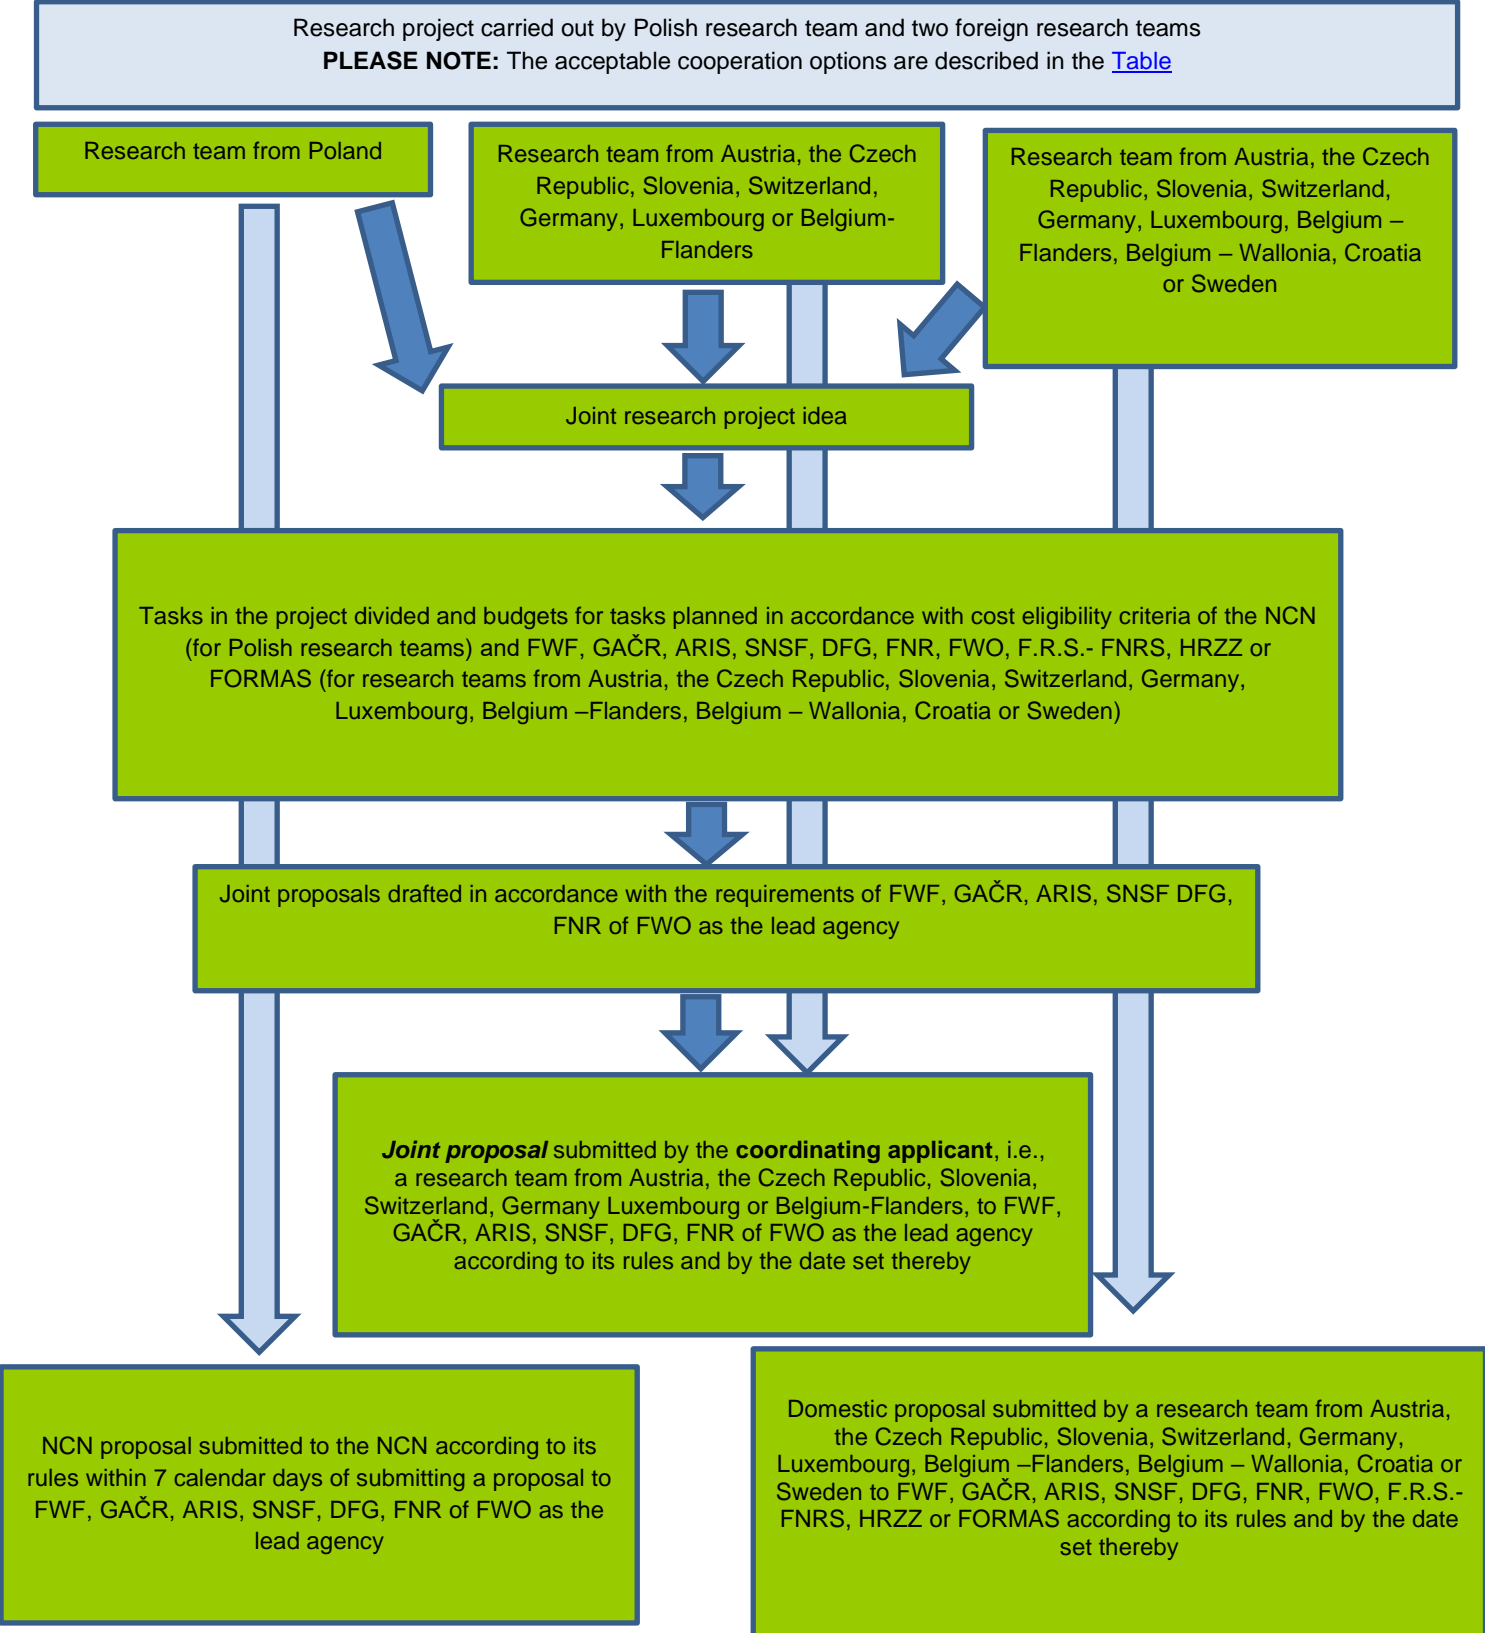 Research project carried out by Polish research team and two foreign research teams
PLEASE NOTE: The acceptable cooperation options are described in the Table
Research team from Poland
Research team from Austria, the Czech
Republic, Slovenia, Switzerland,
Germany, Luxembourg or Belgium-
Flanders
Research team from Austria, the Czech
Republic, Slovenia, Switzerland,
Germany, Luxembourg, Belgium –
Flanders, Belgium – Wallonia, Croatia
or Sweden
Joint research project idea
Tasks in the project divided and budgets for tasks planned in accordance with cost eligibility criteria of the NCN
(for Polish research teams) and FWF, GAČR, ARIS, SNSF, DFG, FNR, FWO, F.R.S.- FNRS, HRZZ or
FORMAS (for research teams from Austria, the Czech Republic, Slovenia, Switzerland, Germany,
Luxembourg, Belgium –Flanders, Belgium – Wallonia, Croatia or Sweden)
Joint proposals drafted in accordance with the requirements of FWF, GAČR, ARIS, SNSF DFG,
FNR of FWO as the lead agency
Joint proposal submitted by the coordinating applicant, i.e.,
a research team from Austria, the Czech Republic, Slovenia,
Switzerland, Germany Luxembourg or Belgium-Flanders, to FWF,
GAČR, ARIS, SNSF, DFG, FNR of FWO as the lead agency
according to its rules and by the date set thereby
NCN proposal submitted to the NCN according to its
rules within 7 calendar days of submitting a proposal to
FWF, GAČR, ARIS, SNSF, DFG, FNR of FWO as the
lead agency
Domestic proposal submitted by a research team from Austria,
the Czech Republic, Slovenia, Switzerland, Germany,
Luxembourg, Belgium –Flanders, Belgium – Wallonia, Croatia or
Sweden to FWF, GAČR, ARIS, SNSF, DFG, FNR, FWO, F.R.S.-
FNRS, HRZZ or FORMAS according to its rules and by the date
set thereby